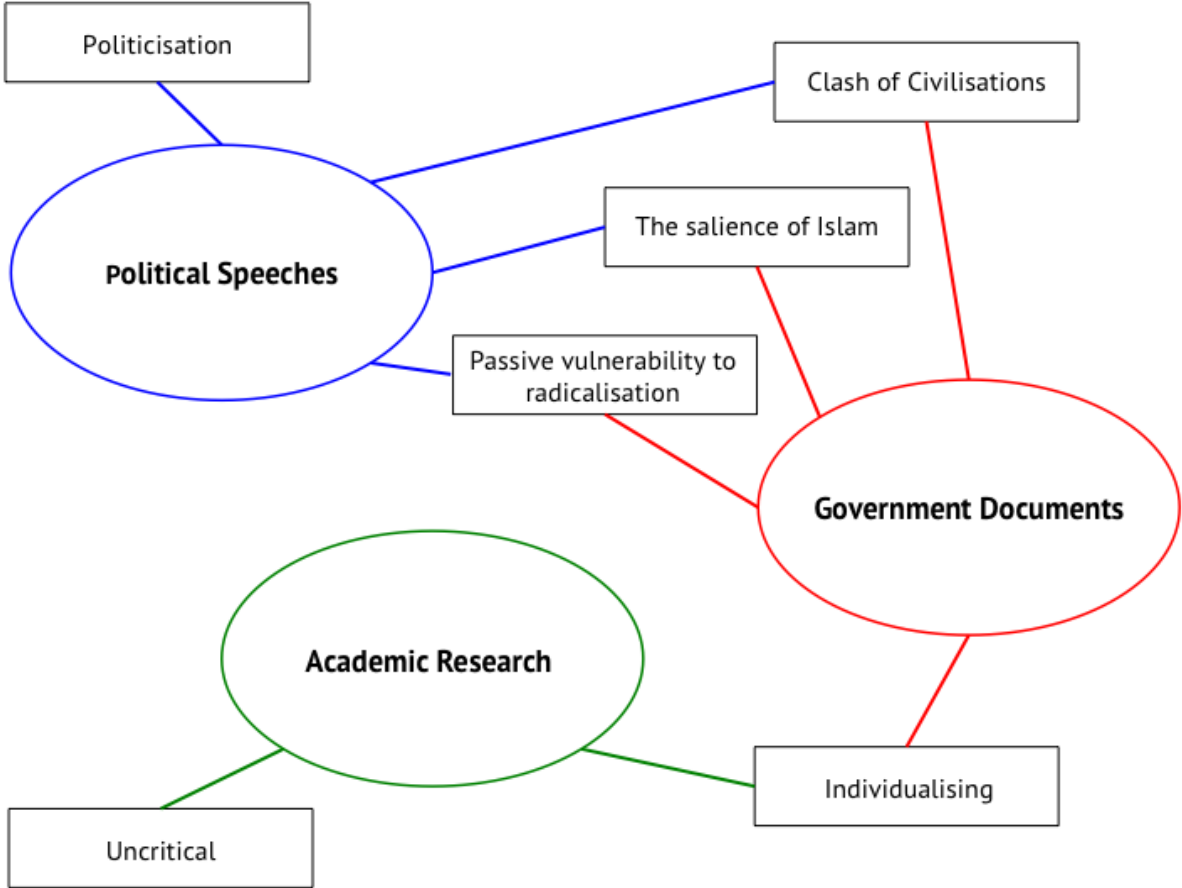 Politicisation
Clash of Civilisations
The salience of Islam
Political Speeches
Passive vulnerability to
radicalisation
Government Documents
Academic Research
Individualising
Uncritical